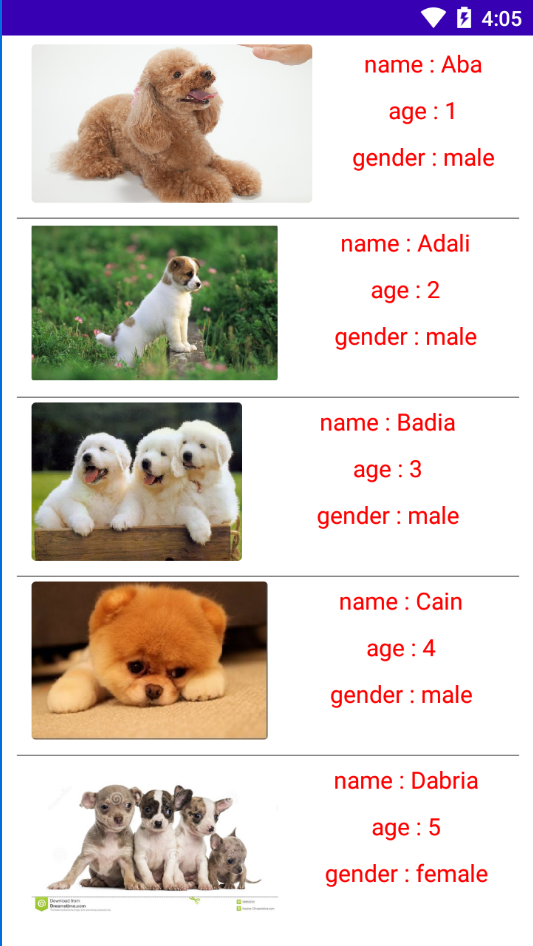 4:05
name : Aba
age : 1
gender : male
name : Adali
age : 2
gender : male
name : Badia
age : 3
gender : male
name : Cain
age : 4
gender : male
name : Dabria
age : 5
gender : female
Download from
Dreamstime.com